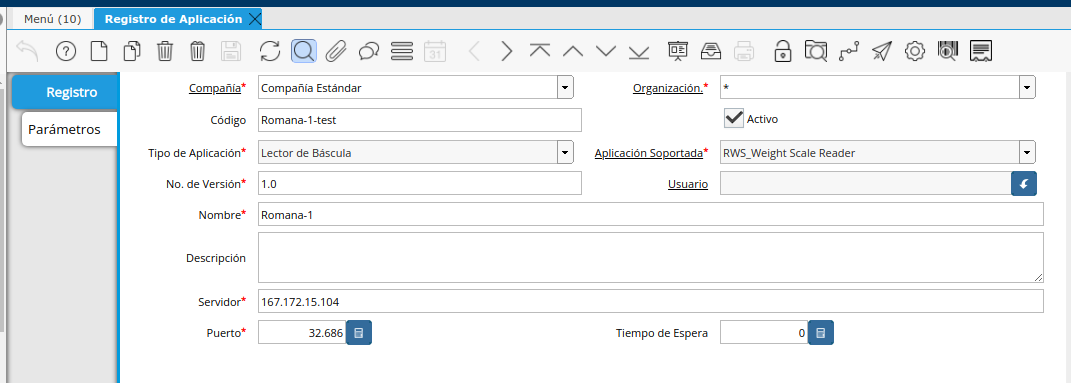 Menú (10)
Registro de Aplicación
31
Registro
Parámetros
Compañía* Compañía Estándar
Organización.* *
Código Romana-1-test
Activo
Tipo de Aplicación* Lector de Báscula
Aplicación Soportada* RWS_Weight Scale Reader
No. de Versión* 1.0
Usuario
Nombre* Romana-1
Descripción
Servidor* 167.172.15.104
Puerto* 32.686
Tiempo de Espera 0